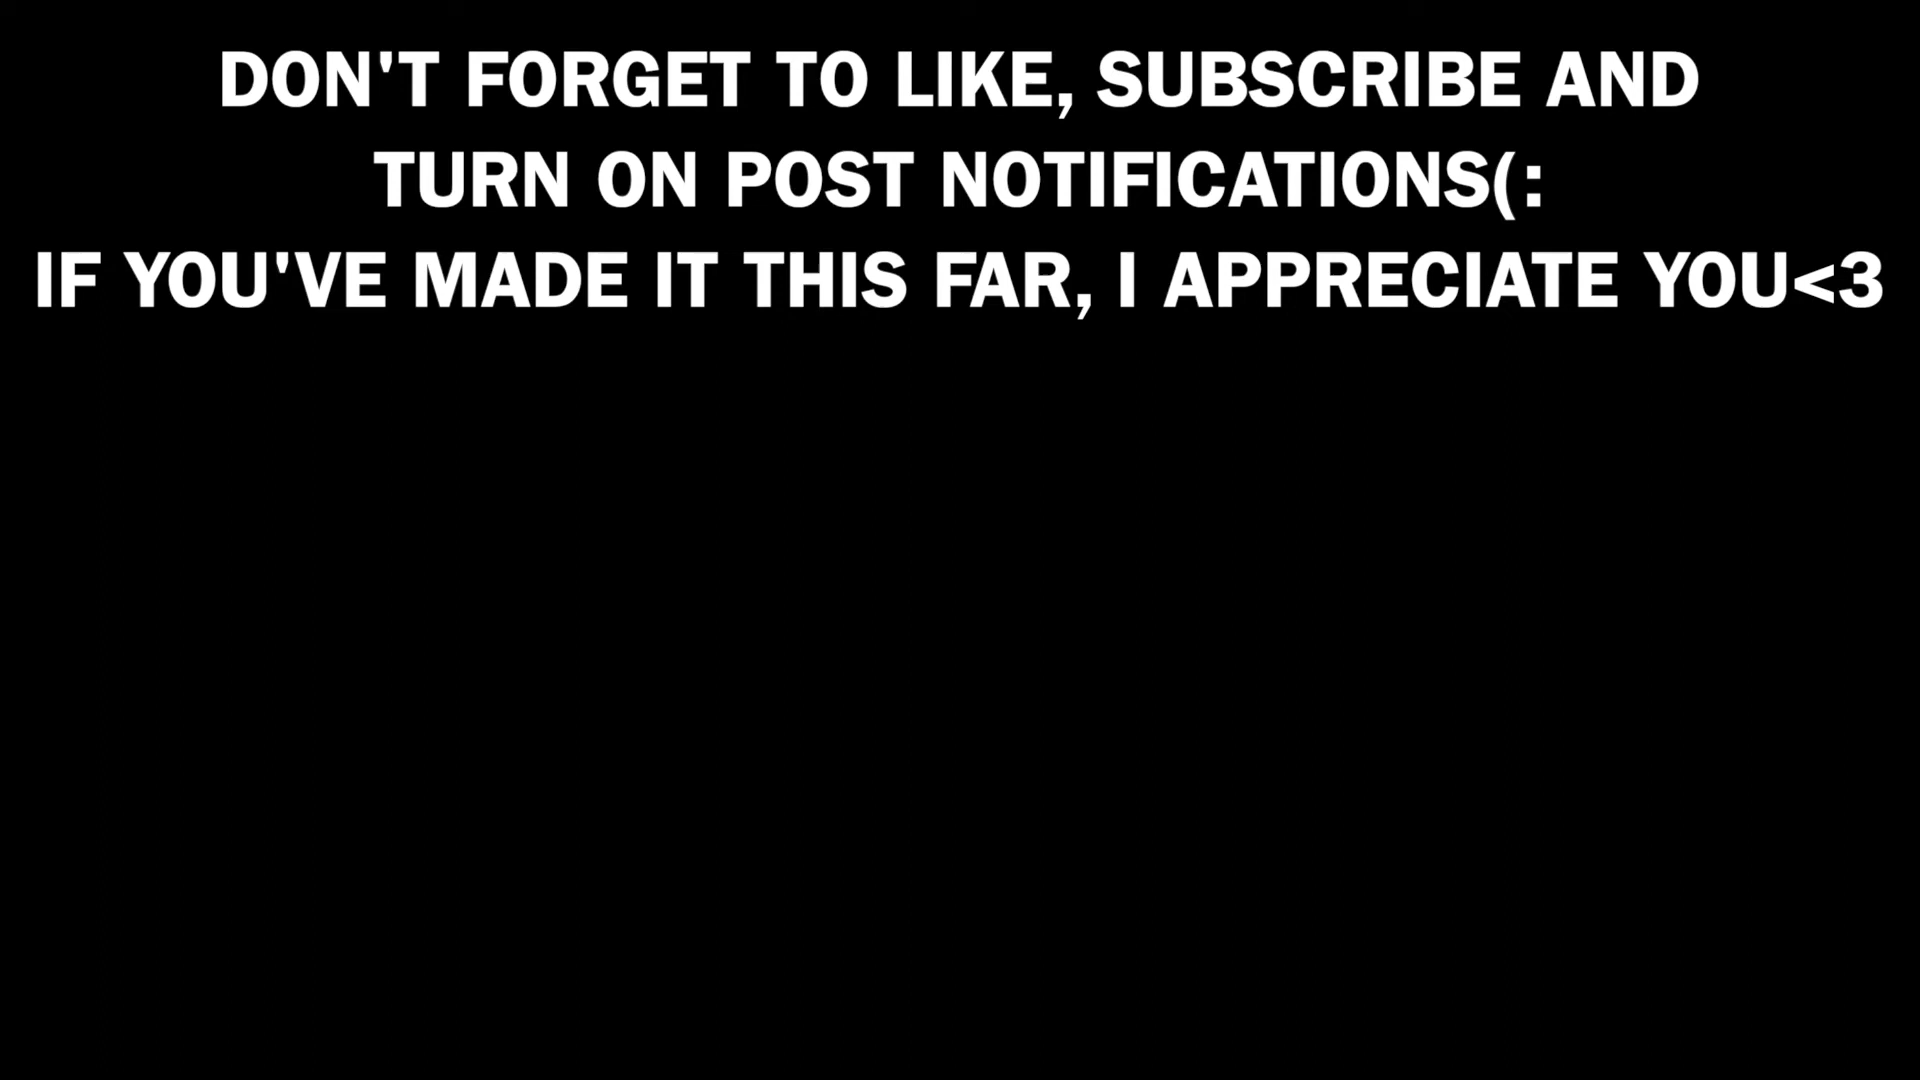 DON'T FORGET TO LIKE, SUBSCRIBE AND
TURN ON POST NOTIFICATIONS(:
IF YOU'VE MADE IT THIS FAR, I APPRECIATE YOU<3